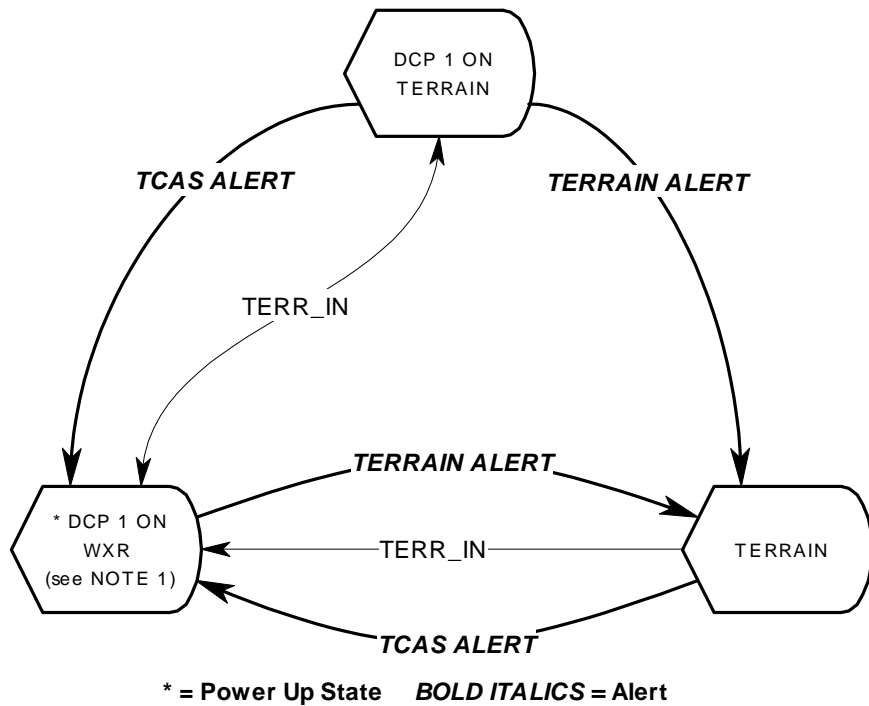 DCP 1 ON
TERRAIN
TCAS ALERT
TERRAIN ALERT
TERR_IN
TERRAIN ALERT
* DCP 1 ON
WXR
(see NOTE 1)
TERR_IN
TERRAIN
TCAS ALERT
* = Power Up State BOLD ITALICS = Alert